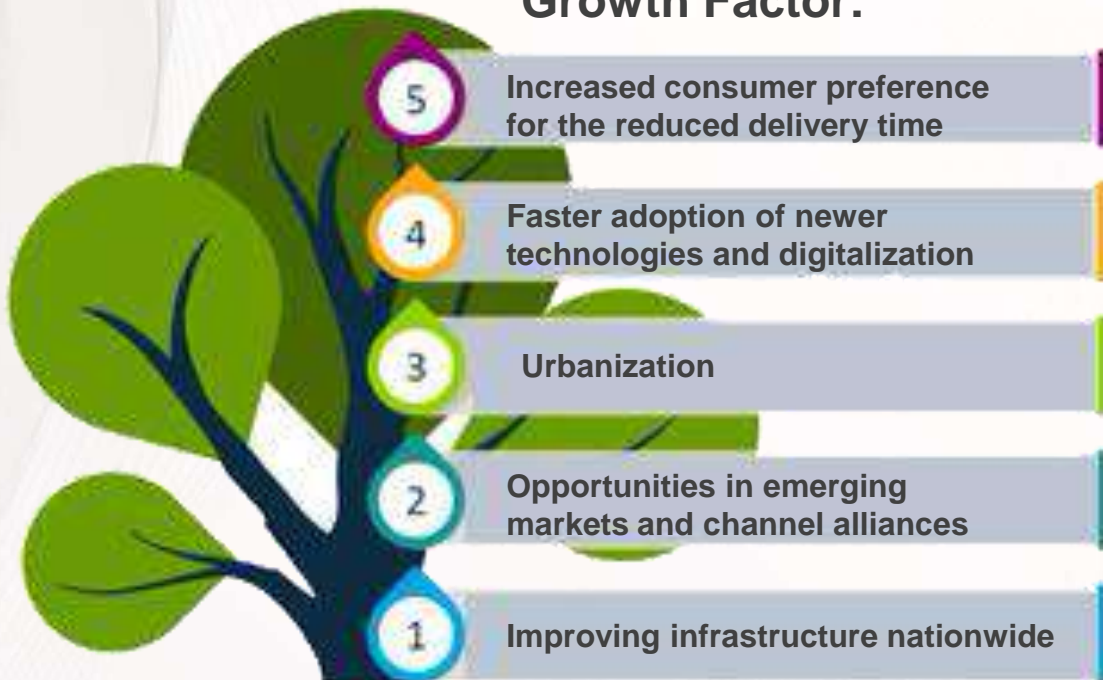 Growth Factor:
5
Increased consumer preference
for the reduced delivery time
4
Faster adoption of newer
technologies and digitalization
3
Urbanization
2
Opportunities in emerging
markets and channel alliances
1
Improving infrastructure nationwide